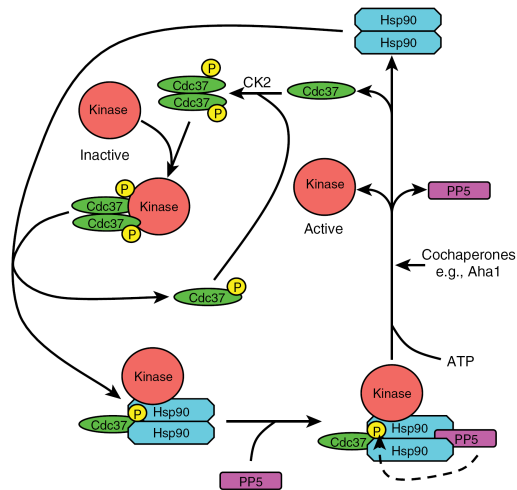 Hsp90
Hsp90
P
Cdc37
Cdc37
P
CK2
Cdc37
Kinase
Inactive
Kinase
Active
PP5
P
Cdc37
Cdc37
P
Kinase
Cochaperones
e.g., Aha1
P
Cdc37
ATP
Kinase
P
Cdc37
Hsp90
Hsp90
PP5
Kinase
P
Cdc37
Hsp90
Hsp90
PP5